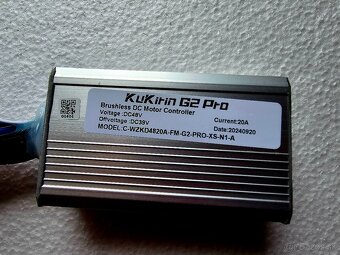 KuKirin G2 Pro
Brushless DC Motor Controller
Voltage :DC48V Current:20A
Offvoltage :DC39V Date:20240920
MODEL:C-WZKD4820A-FM-G2-PRO-XS-N1-A